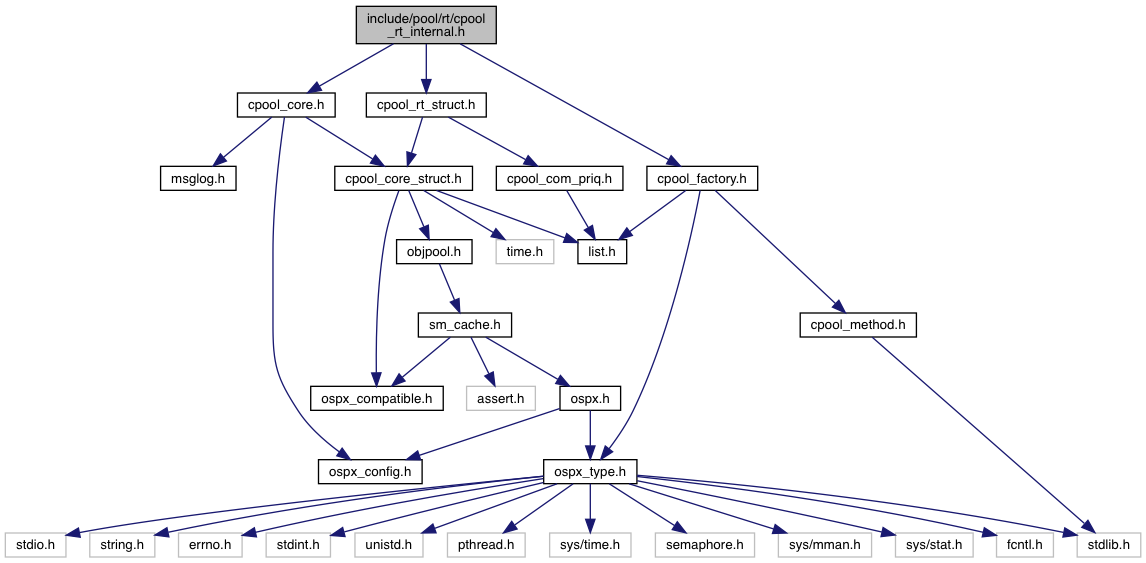 include/pool/rt/cpool
_rt_internal.h
cpool_core.h
cpool_rt_struct.h
msglog.h
cpool_core_struct.h
cpool_com_priq.h
cpool_factory.h
objpool.h
time.h
list.h
sm_cache.h
cpool_method.h
ospx_compatible.h
assert.h
ospx.h
ospx_config.h
ospx_type.h
stdio.h
string.h
errno.h
stdint.h
unistd.h
pthread.h
sys/time.h
semaphore.h
sys/mman.h
sys/stat.h
fcntl.h
stdlib.h